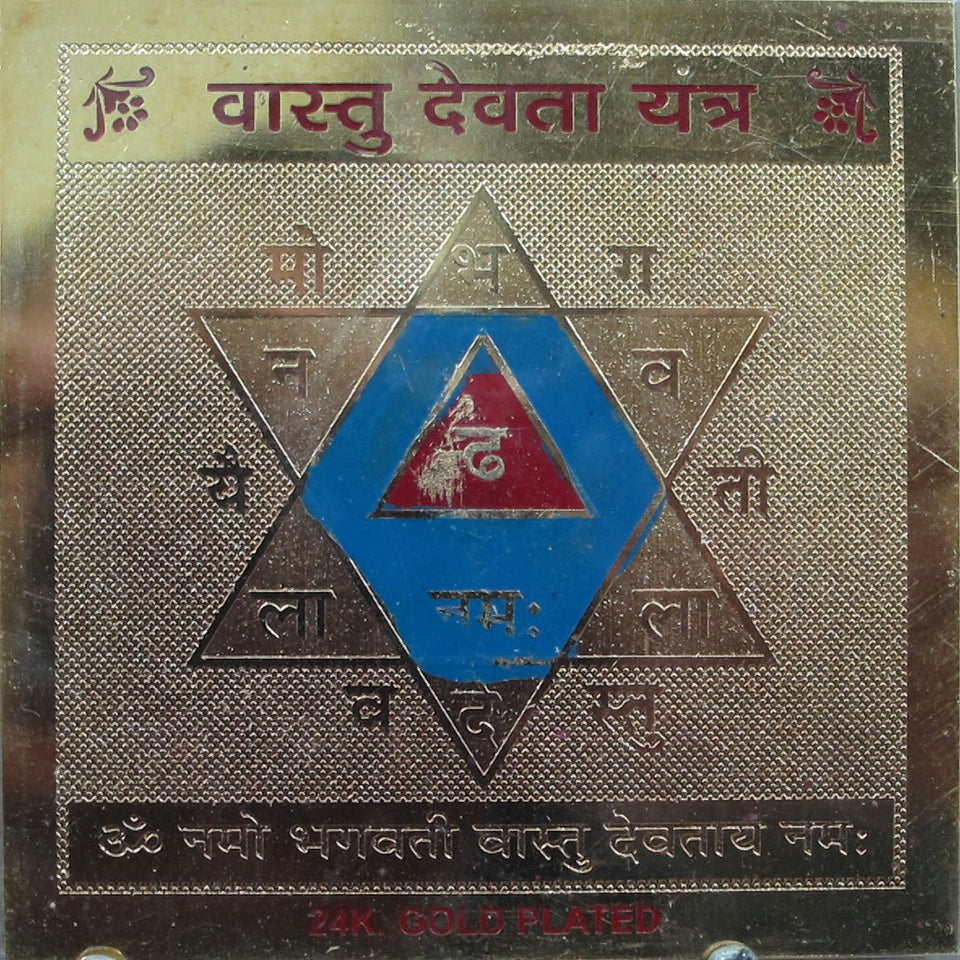 वास्तु देवता यंत्र
मो भ ग
न व
यै ढ ती
ला नमः ला
व दे स्तु
ॐ नमो भगवती वास्तु देवताय नमः
24K. GOLD PLATED